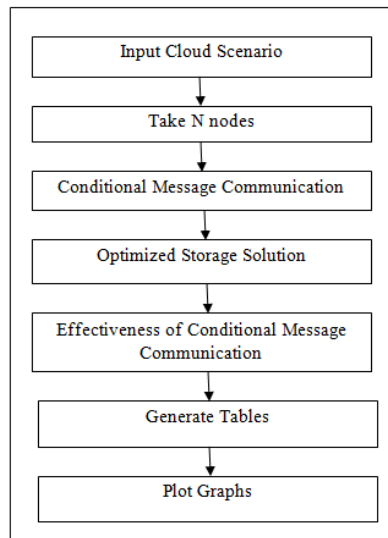 Input Cloud Scenario
Take N nodes
Conditional Message Communication
Optimized Storage Solution
Effectiveness of Conditional Message
Communication
Generate Tables
Plot Graphs